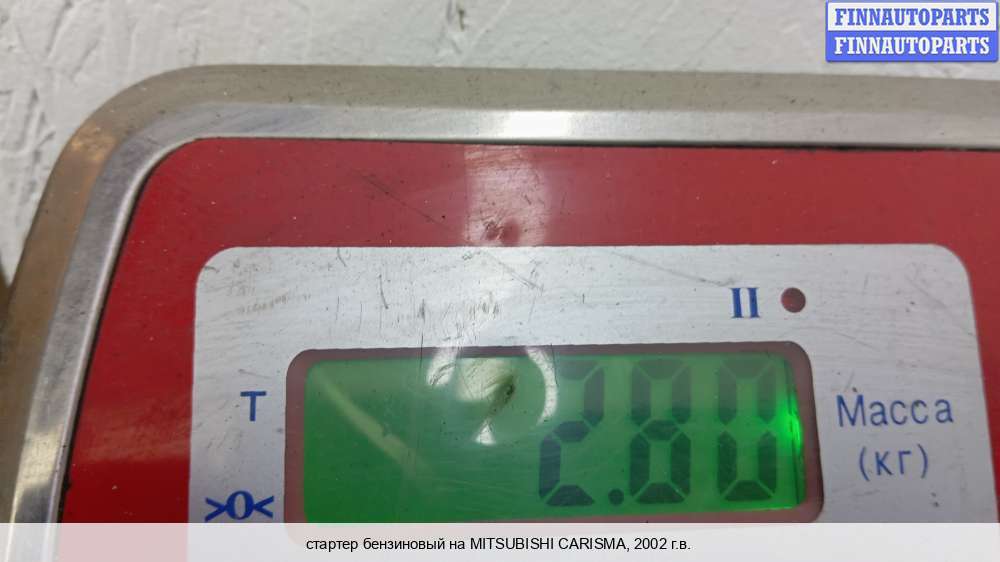 FINNAUTOPARTS
FINNAUTOPARTS
II
T
2.80
Масса
(кг)
>0<
стартер бензиновый на MITSUBISHI CARISMA, 2002 г.в.